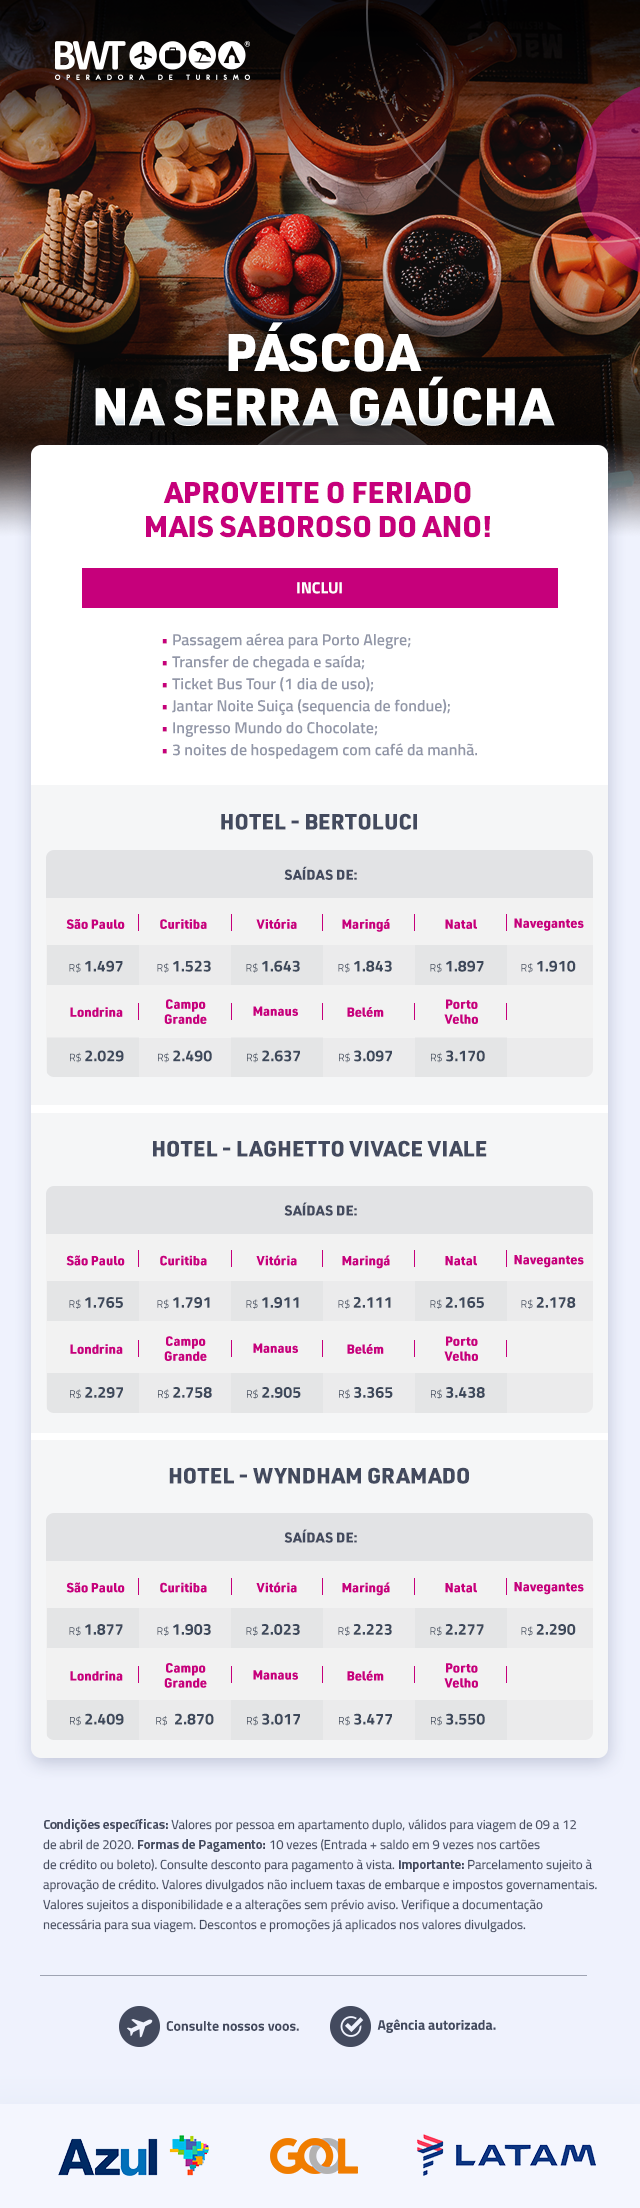 BWT
OPERADORA DE TURISMO
PÁSCOA
NA SERRA GAÚCHA
APROVEITE O FERIADO
MAIS SABOROSO DO ANO!
INCLUI
▪ Passagem aérea para Porto Alegre;
▪ Transfer de chegada e saída;
▪ Ticket Bus Tour (1 dia de uso);
▪ Jantar Noite Suiça (sequencia de fondue);
▪ Ingresso Mundo do Chocolate;
▪ 3 noites de hospedagem com café da manhã.
HOTEL - BERTOLUCI
SAÍDAS DE:
São Paulo Curitiba Vitória Maringá Natal Navegantes
R$ 1.497 R$ 1.523 R$ 1.643 R$ 1.843 R$ 1.897 R$ 1.910
Londrina Campo Grande Manaus Belém Porto Velho
R$ 2.029 R$ 2.490 R$ 2.637 R$ 3.097 R$ 3.170
HOTEL - LAGHETTO VIVACE VIALE
SAÍDAS DE:
São Paulo Curitiba Vitória Maringá Natal Navegantes
R$ 1.765 R$ 1.791 R$ 1.911 R$ 2.111 R$ 2.165 R$ 2.178
Londrina Campo Grande Manaus Belém Porto Velho
R$ 2.297 R$ 2.758 R$ 2.905 R$ 3.365 R$ 3.438
HOTEL - WYNDHAM GRAMADO
SAÍDAS DE:
São Paulo Curitiba Vitória Maringá Natal Navegantes
R$ 1.877 R$ 1.903 R$ 2.023 R$ 2.223 R$ 2.277 R$ 2.290
Londrina Campo Grande Manaus Belém Porto Velho
R$ 2.409 R$ 2.870 R$ 3.017 R$ 3.477 R$ 3.550
Condições específicas: Valores por pessoa em apartamento duplo, válidos para viagem de 09 a 12
de abril de 2020. Formas de Pagamento: 10 vezes (Entrada + saldo em 9 vezes nos cartões
de crédito ou boleto). Consulte desconto para pagamento à vista. Importante: Parcelamento sujeito à
aprovação de crédito. Valores divulgados não incluem taxas de embarque e impostos governamentais.
Valores sujeitos a disponibilidade e a alterações sem prévio aviso. Verifique a documentação
necessária para sua viagem. Descontos e promoções já aplicados nos valores divulgados.
Consulte nossos voos. Agência autorizada.
Azul GOL LATAM